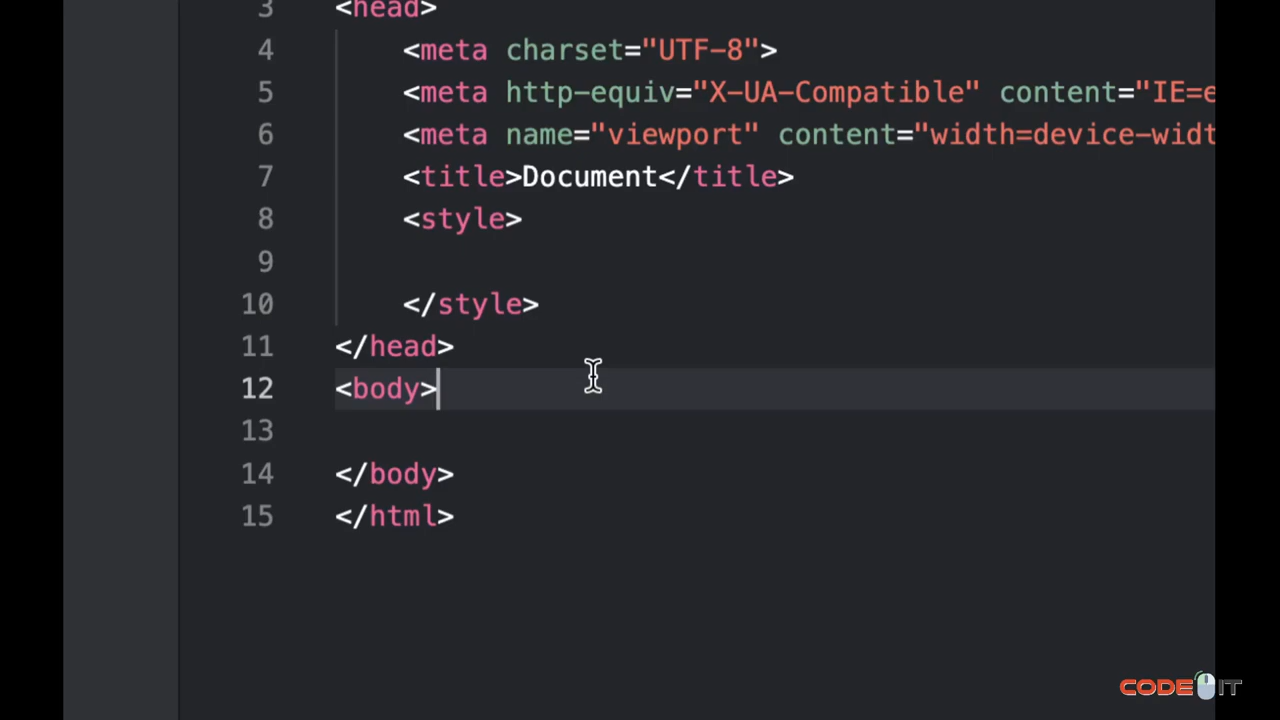 3 <head>
4 <meta charset="UTF-8">
5 <meta http-equiv="X-UA-Compatible" content="IE=e
6 <meta name="viewport" content="width=device-widt
7 <title>Document</title>
8 <style>
9
10 </style>
11 </head>
12 <body>
13
14 </body>
15 </html>
CODE IT